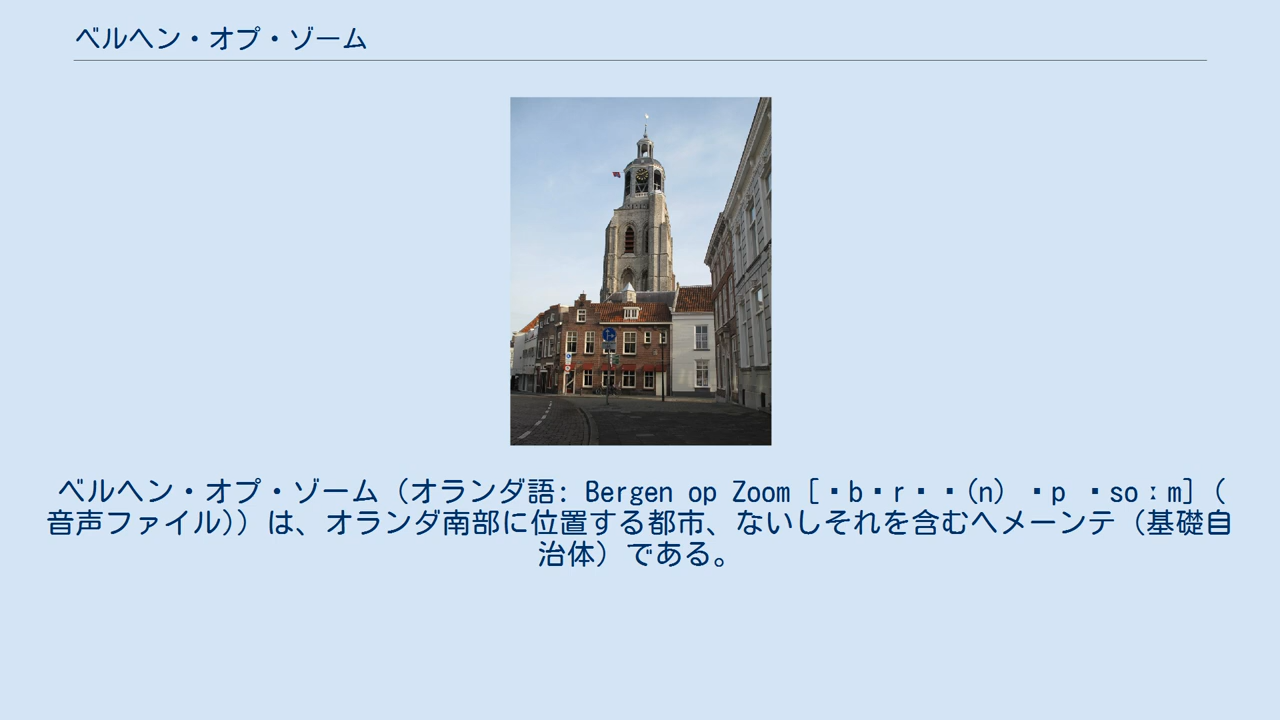 ベルヘン・オプ・ゾーム
ベルヘン・オプ・ゾーム（オランダ語: Bergen op Zoom [・b・r・・(n) ・p ・soːm]（
音声ファイル)）は、オランダ南部に位置する都市、ないしそれを含むヘメーンテ（基礎自
治体）である。